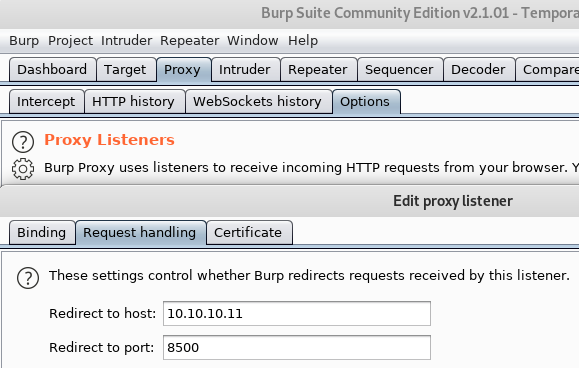 Burp Suite Community Edition v2.1.01 - Tempora
Burp Project Intruder Repeater Window Help
Dashboard Target Proxy Intruder Repeater Sequencer Decoder Compare
Intercept HTTP history WebSockets history Options
? Proxy Listeners
Burp Proxy uses listeners to receive incoming HTTP requests from your browser. Y
Edit proxy listener
Binding Request handling Certificate
? These settings control whether Burp redirects requests received by this listener.
Redirect to host: 10.10.10.11
Redirect to port: 8500